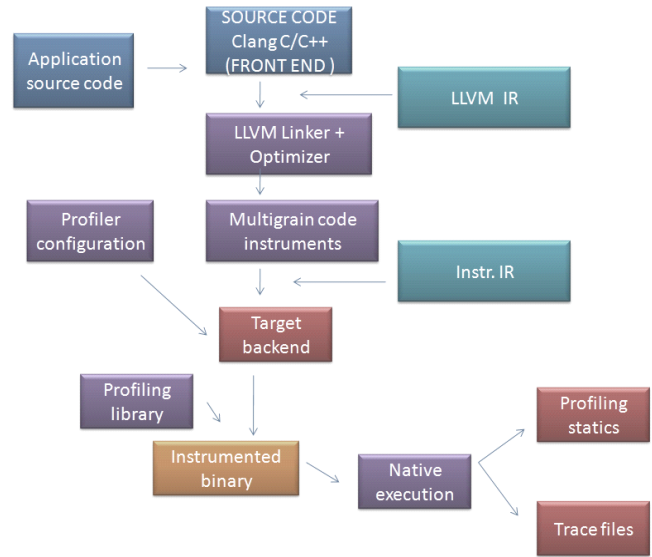 SOURCE CODE
Clang C/C++
(FRONT END )
Application
source code
LLVM IR
LLVM Linker +
Optimizer
Profiler
configuration
Multigrain code
instruments
Instr. IR
Target
backend
Profiling
library
Profiling
statics
Instrumented
binary
Native
execution
Trace files